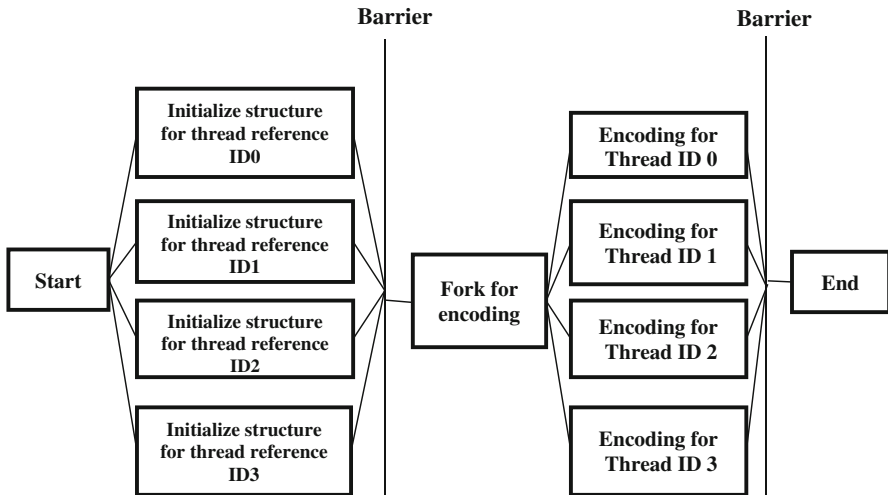 Barrier
Barrier
Initialize structure
for thread reference
ID0
Encoding for
Thread ID 0
Initialize structure
for thread reference
ID1
Encoding for
Thread ID 1
Start
Fork for
encoding
End
Initialize structure
for thread reference
ID2
Encoding for
Thread ID 2
Initialize structure
for thread reference
ID3
Encoding for
Thread ID 3